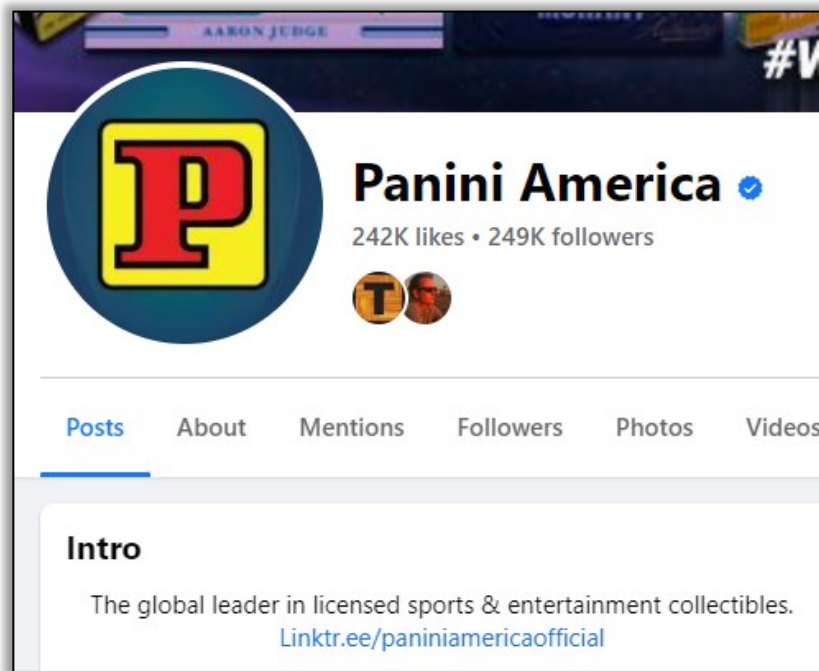 AARON JUDGE
#W
P
Panini America
242K likes • 249K followers
T
Posts About Mentions Followers Photos Videos
Intro
The global leader in licensed sports & entertainment collectibles.
Linktr.ee/paniniamericaofficial